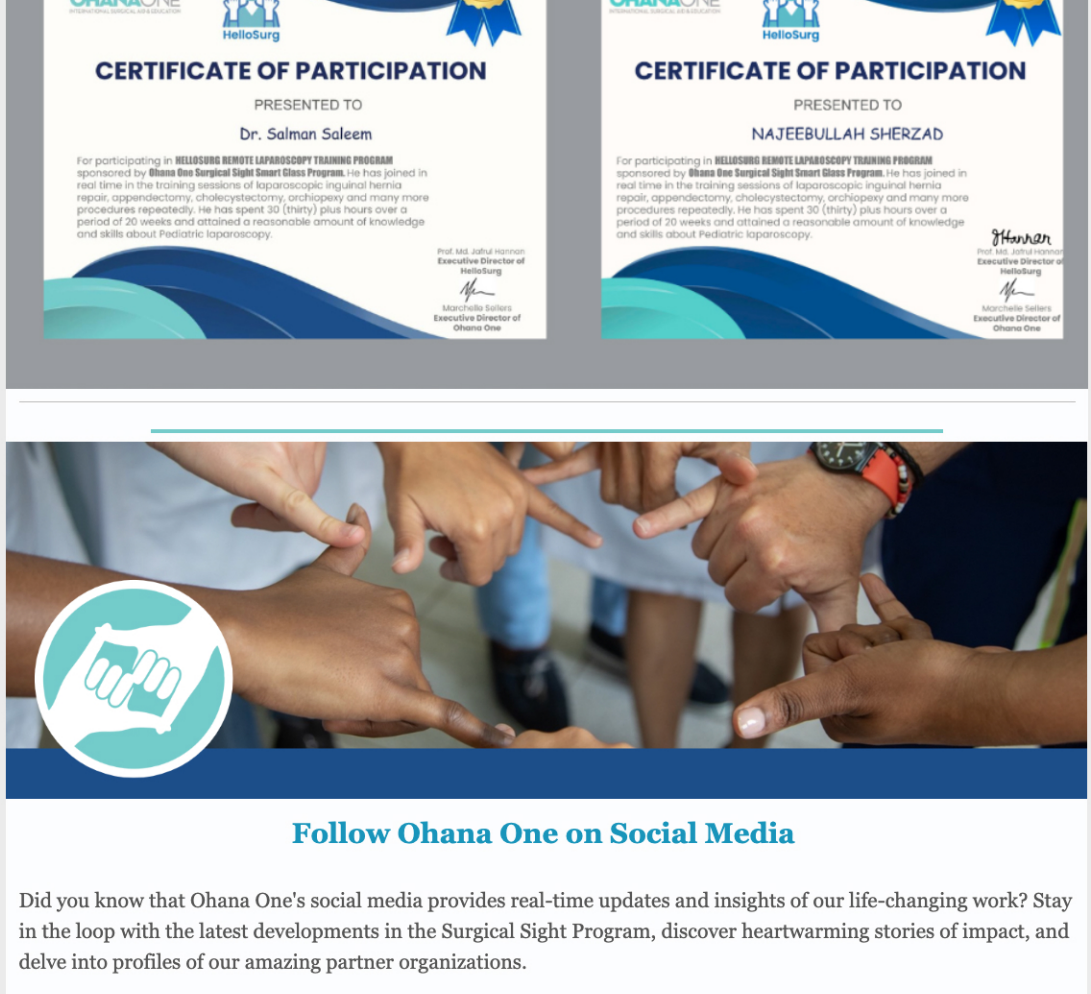 OHANAONE
INTERNATIONAL SURGICAL AID & EDUCATION
HelloSurg
CERTIFICATE OF PARTICIPATION
PRESENTED TO
Dr. Salman Saleem
For participating in HELLOSURG REMOTE LAPAROSCOPY TRAINING PROGRAM
sponsored by Ohana One Surgical Sight Smart Glass Program. He has joined in
real time in the training sessions of laparoscopic inguinal hernia
repair, appendectomy, cholecystectomy, orchiopexy and many more
procedures repeatedly. He has spent 30 (thirty) plus hours over a
period of 20 weeks and attained a reasonable amount of knowledge
and skills about Pediatric laparoscopy.
Prof. Md. Jafrul Hannan
Executive Director of
HelloSurg
Marchelle Sellers
Executive Director of
Ohana One
OHANAONE
INTERNATIONAL SURGICAL AID & EDUCATION
HelloSurg
CERTIFICATE OF PARTICIPATION
PRESENTED TO
NAJEEBULLAH SHERZAD
For participating in HELLOSURG REMOTE LAPAROSCOPY TRAINING PROGRAM
sponsored by Ohana One Surgical Sight Smart Glass Program. He has joined in
real time in the training sessions of laparoscopic inguinal hernia
repair, appendectomy, cholecystectomy, orchiopexy and many more
procedures repeatedly. He has spent 30 (thirty) plus hours over a
period of 20 weeks and attained a reasonable amount of knowledge
and skills about Pediatric laparoscopy.
JHannan
Prof. Md. Jafrul Hannan
Executive Director of
HelloSurg
Marchelle Sellers
Executive Director of
Ohana One
Follow Ohana One on Social Media
Did you know that Ohana One's social media provides real-time updates and insights of our life-changing work? Stay
in the loop with the latest developments in the Surgical Sight Program, discover heartwarming stories of impact, and
delve into profiles of our amazing partner organizations.